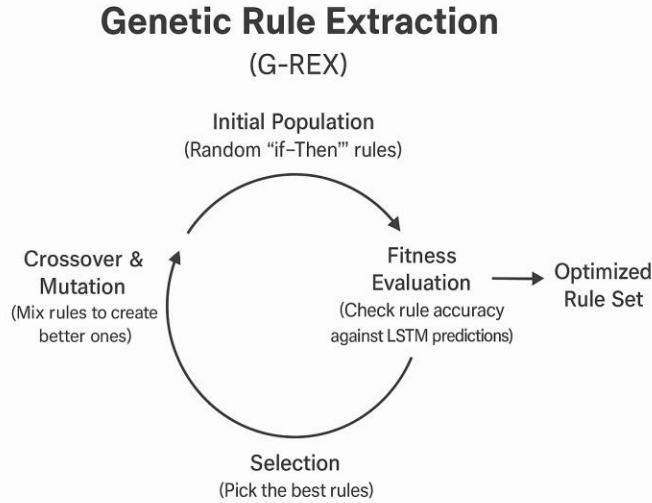 Genetic Rule Extraction
(G-REX)
Initial Population
(Random “if–Then”’ rules)
Fitness
Evaluation
(Check rule accuracy
against LSTM predictions)
Optimized
Rule Set
Selection
(Pick the best rules)
Crossover &
Mutation
(Mix rules to create
better ones)